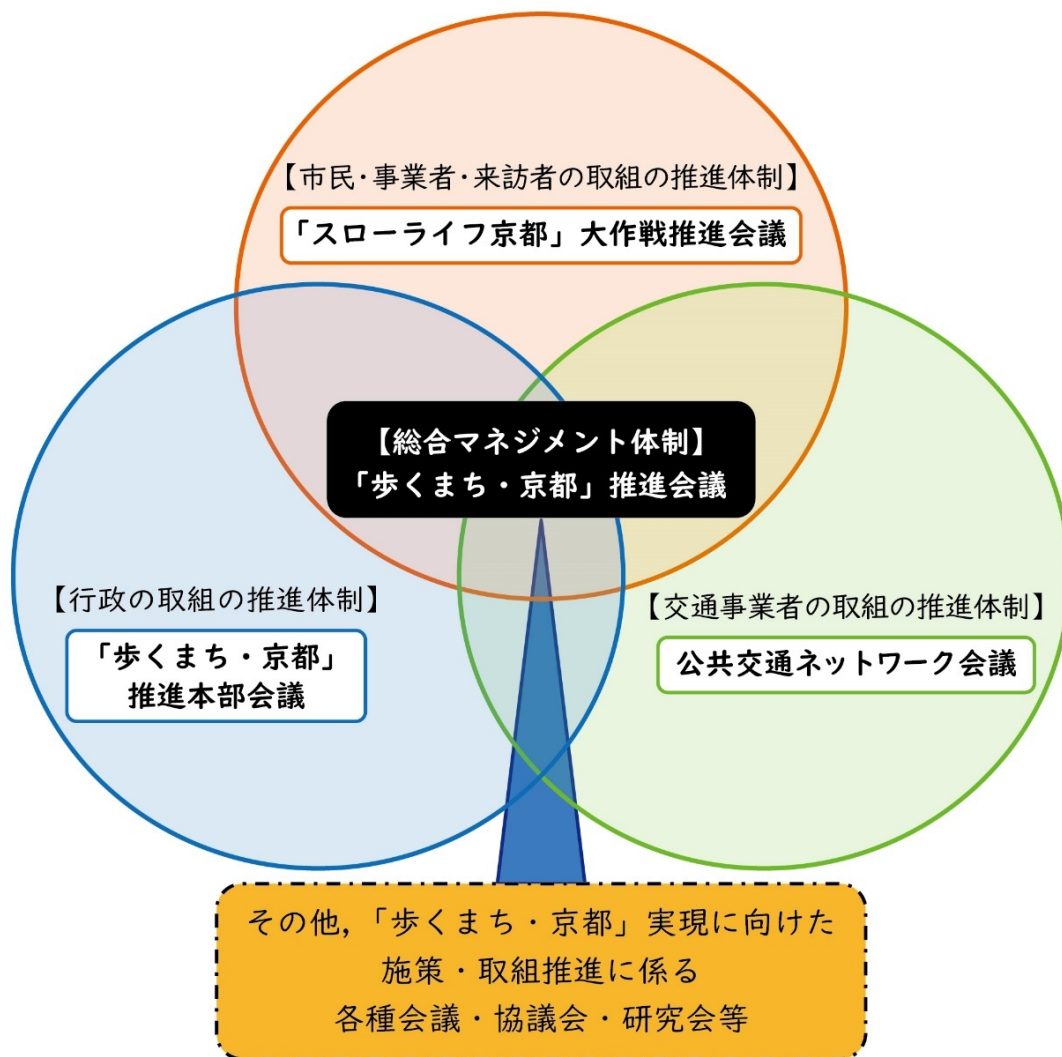 【市民・事業者・来訪者の取組の推進体制】
「スローライフ京都」大作戦推進会議
【総合マネジメント体制】
「歩くまち・京都」推進会議
【行政の取組の推進体制】
「歩くまち・京都」
推進本部会議
【交通事業者の取組の推進体制】
公共交通ネットワーク会議
その他,「歩くまち・京都」実現に向けた
施策・取組推進に係る
各種会議・協議会・研究会等